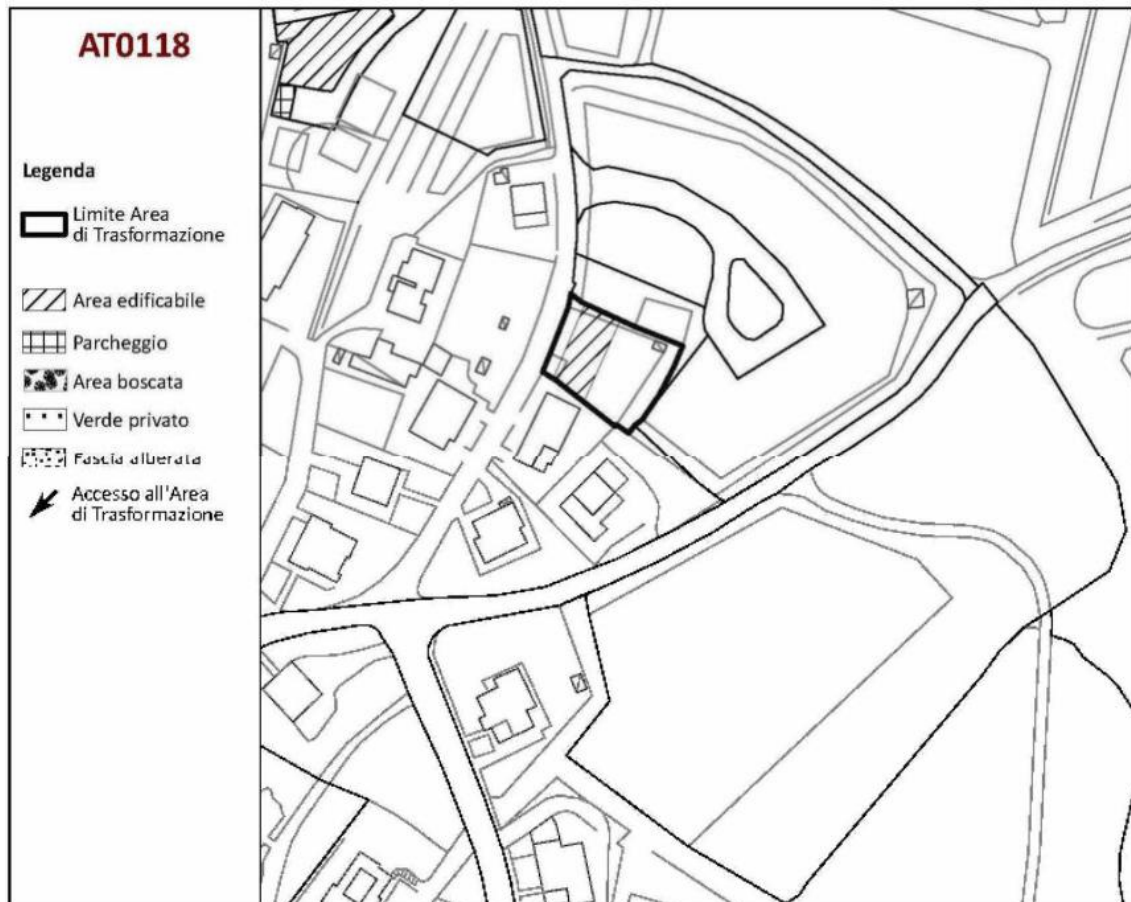 AT0118
Legenda
Limite Area
di Trasformazione
Area edificabile
Parcheggio
Area boscata
Verde privato
Fascia alberata
Accesso all'Area
di Trasformazione